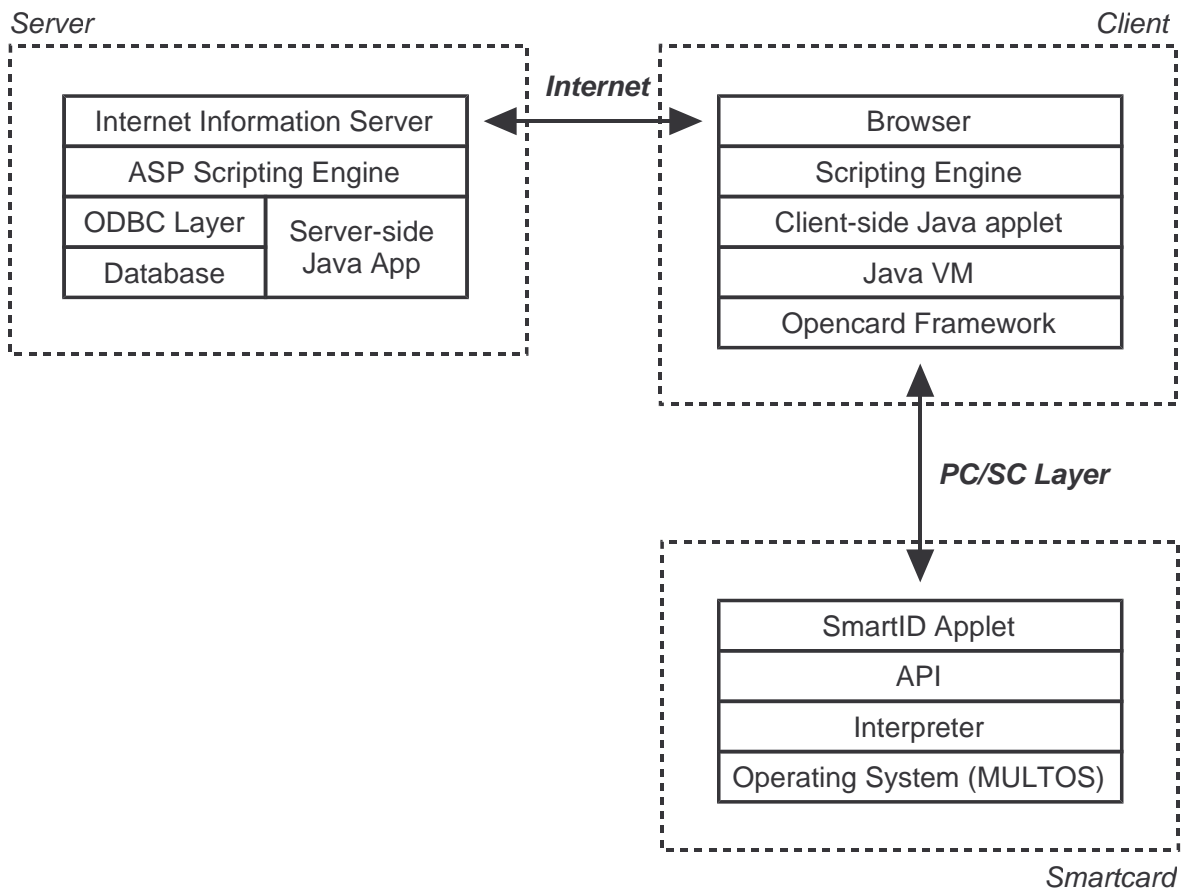 Server
Client
Internet
Internet Information Server
ASP Scripting Engine
ODBC Layer
Database
Server-side
Java App
Browser
Scripting Engine
Client-side Java applet
Java VM
Opencard Framework
PC/SC Layer
SmartID Applet
API
Interpreter
Operating System (MULTOS)
Smartcard